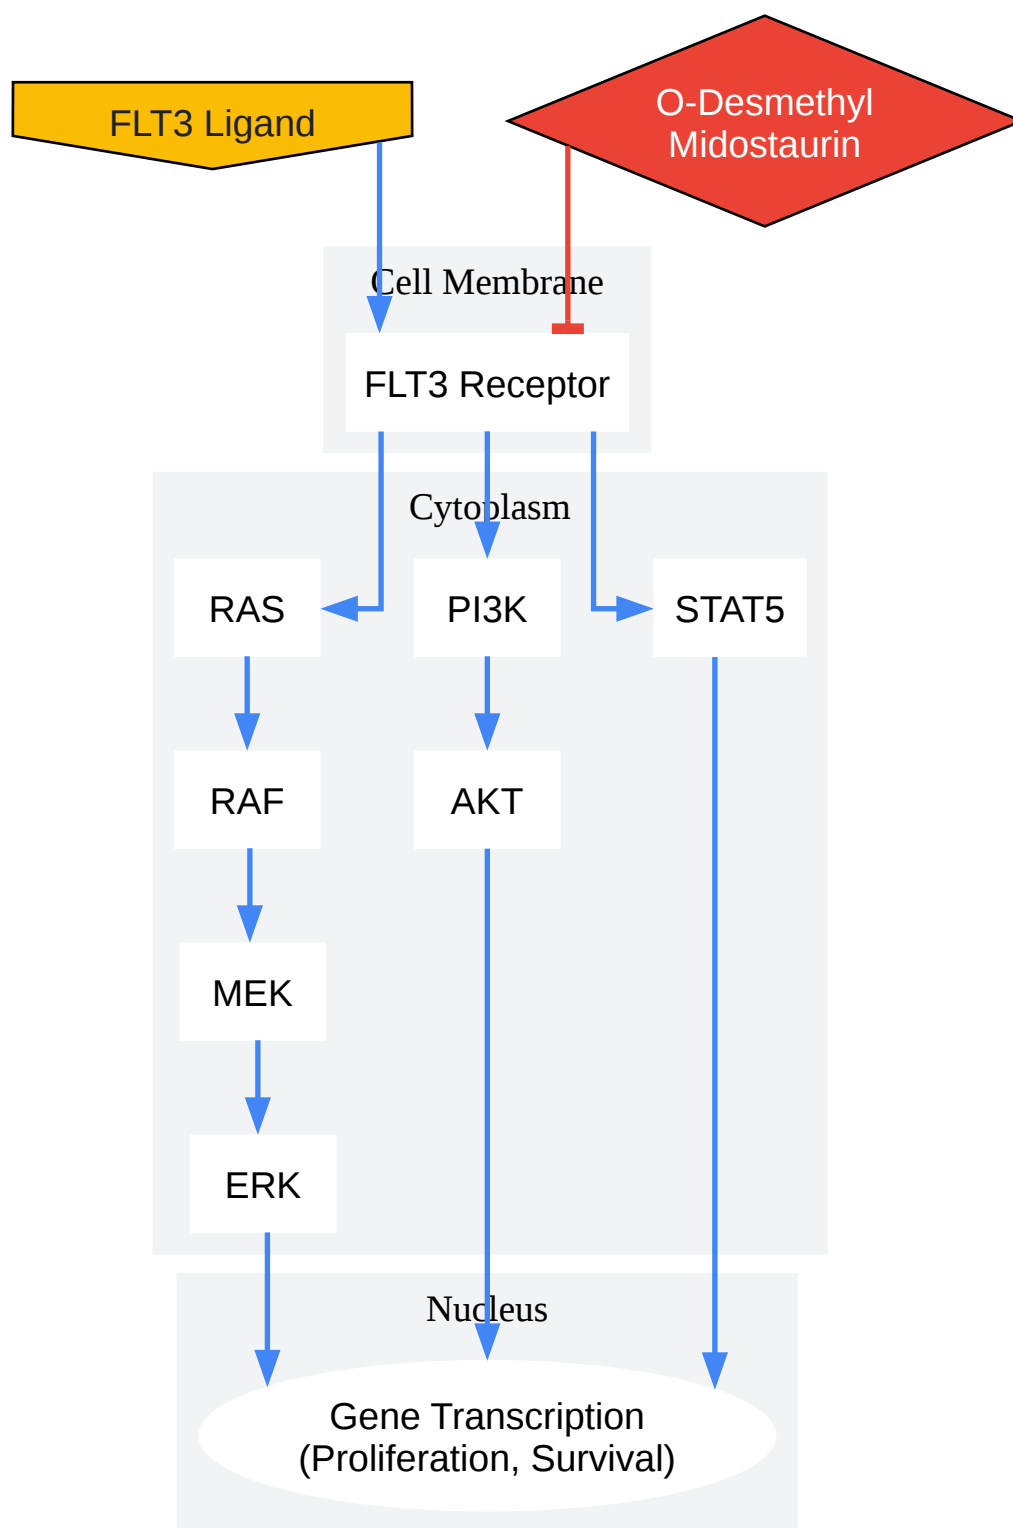 FLT3 Ligand
O-Desmethyl
Midostaurin
Cell Membrane
FLT3 Receptor
Cytoplasm
RAS
PI3K
STAT5
RAF
AKT
MEK
ERK
Nucleus
Gene Transcription
(Proliferation, Survival)